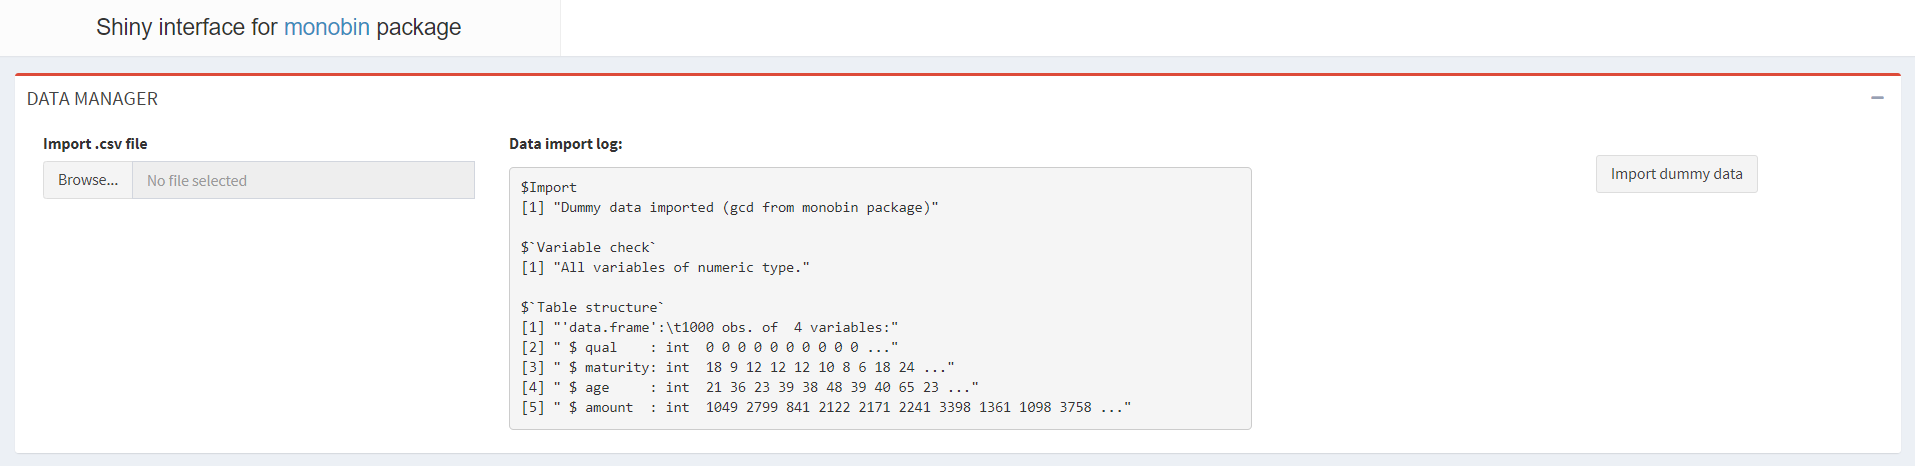 Shiny interface for monobin package
DATA MANAGER
Import .csv file
Browse... No file selected
Data import log:
$Import
[1] "Dummy data imported (gcd from monobin package)"
$`Variable check`
[1] "All variables of numeric type."
$`Table structure`
[1] "'data.frame':\t1000 obs. of  4 variables:"
[2] " $ qual    : int  0 0 0 0 0 0 0 0 0 0 ..."
[3] " $ maturity: int  18 9 12 12 12 10 8 6 18 24 ..."
[4] " $ age     : int  21 36 23 39 38 48 39 40 65 23 ..."
[5] " $ amount  : int  1049 2799 841 2122 2171 2241 3398 1361 1098 3758 ..."
Import dummy data